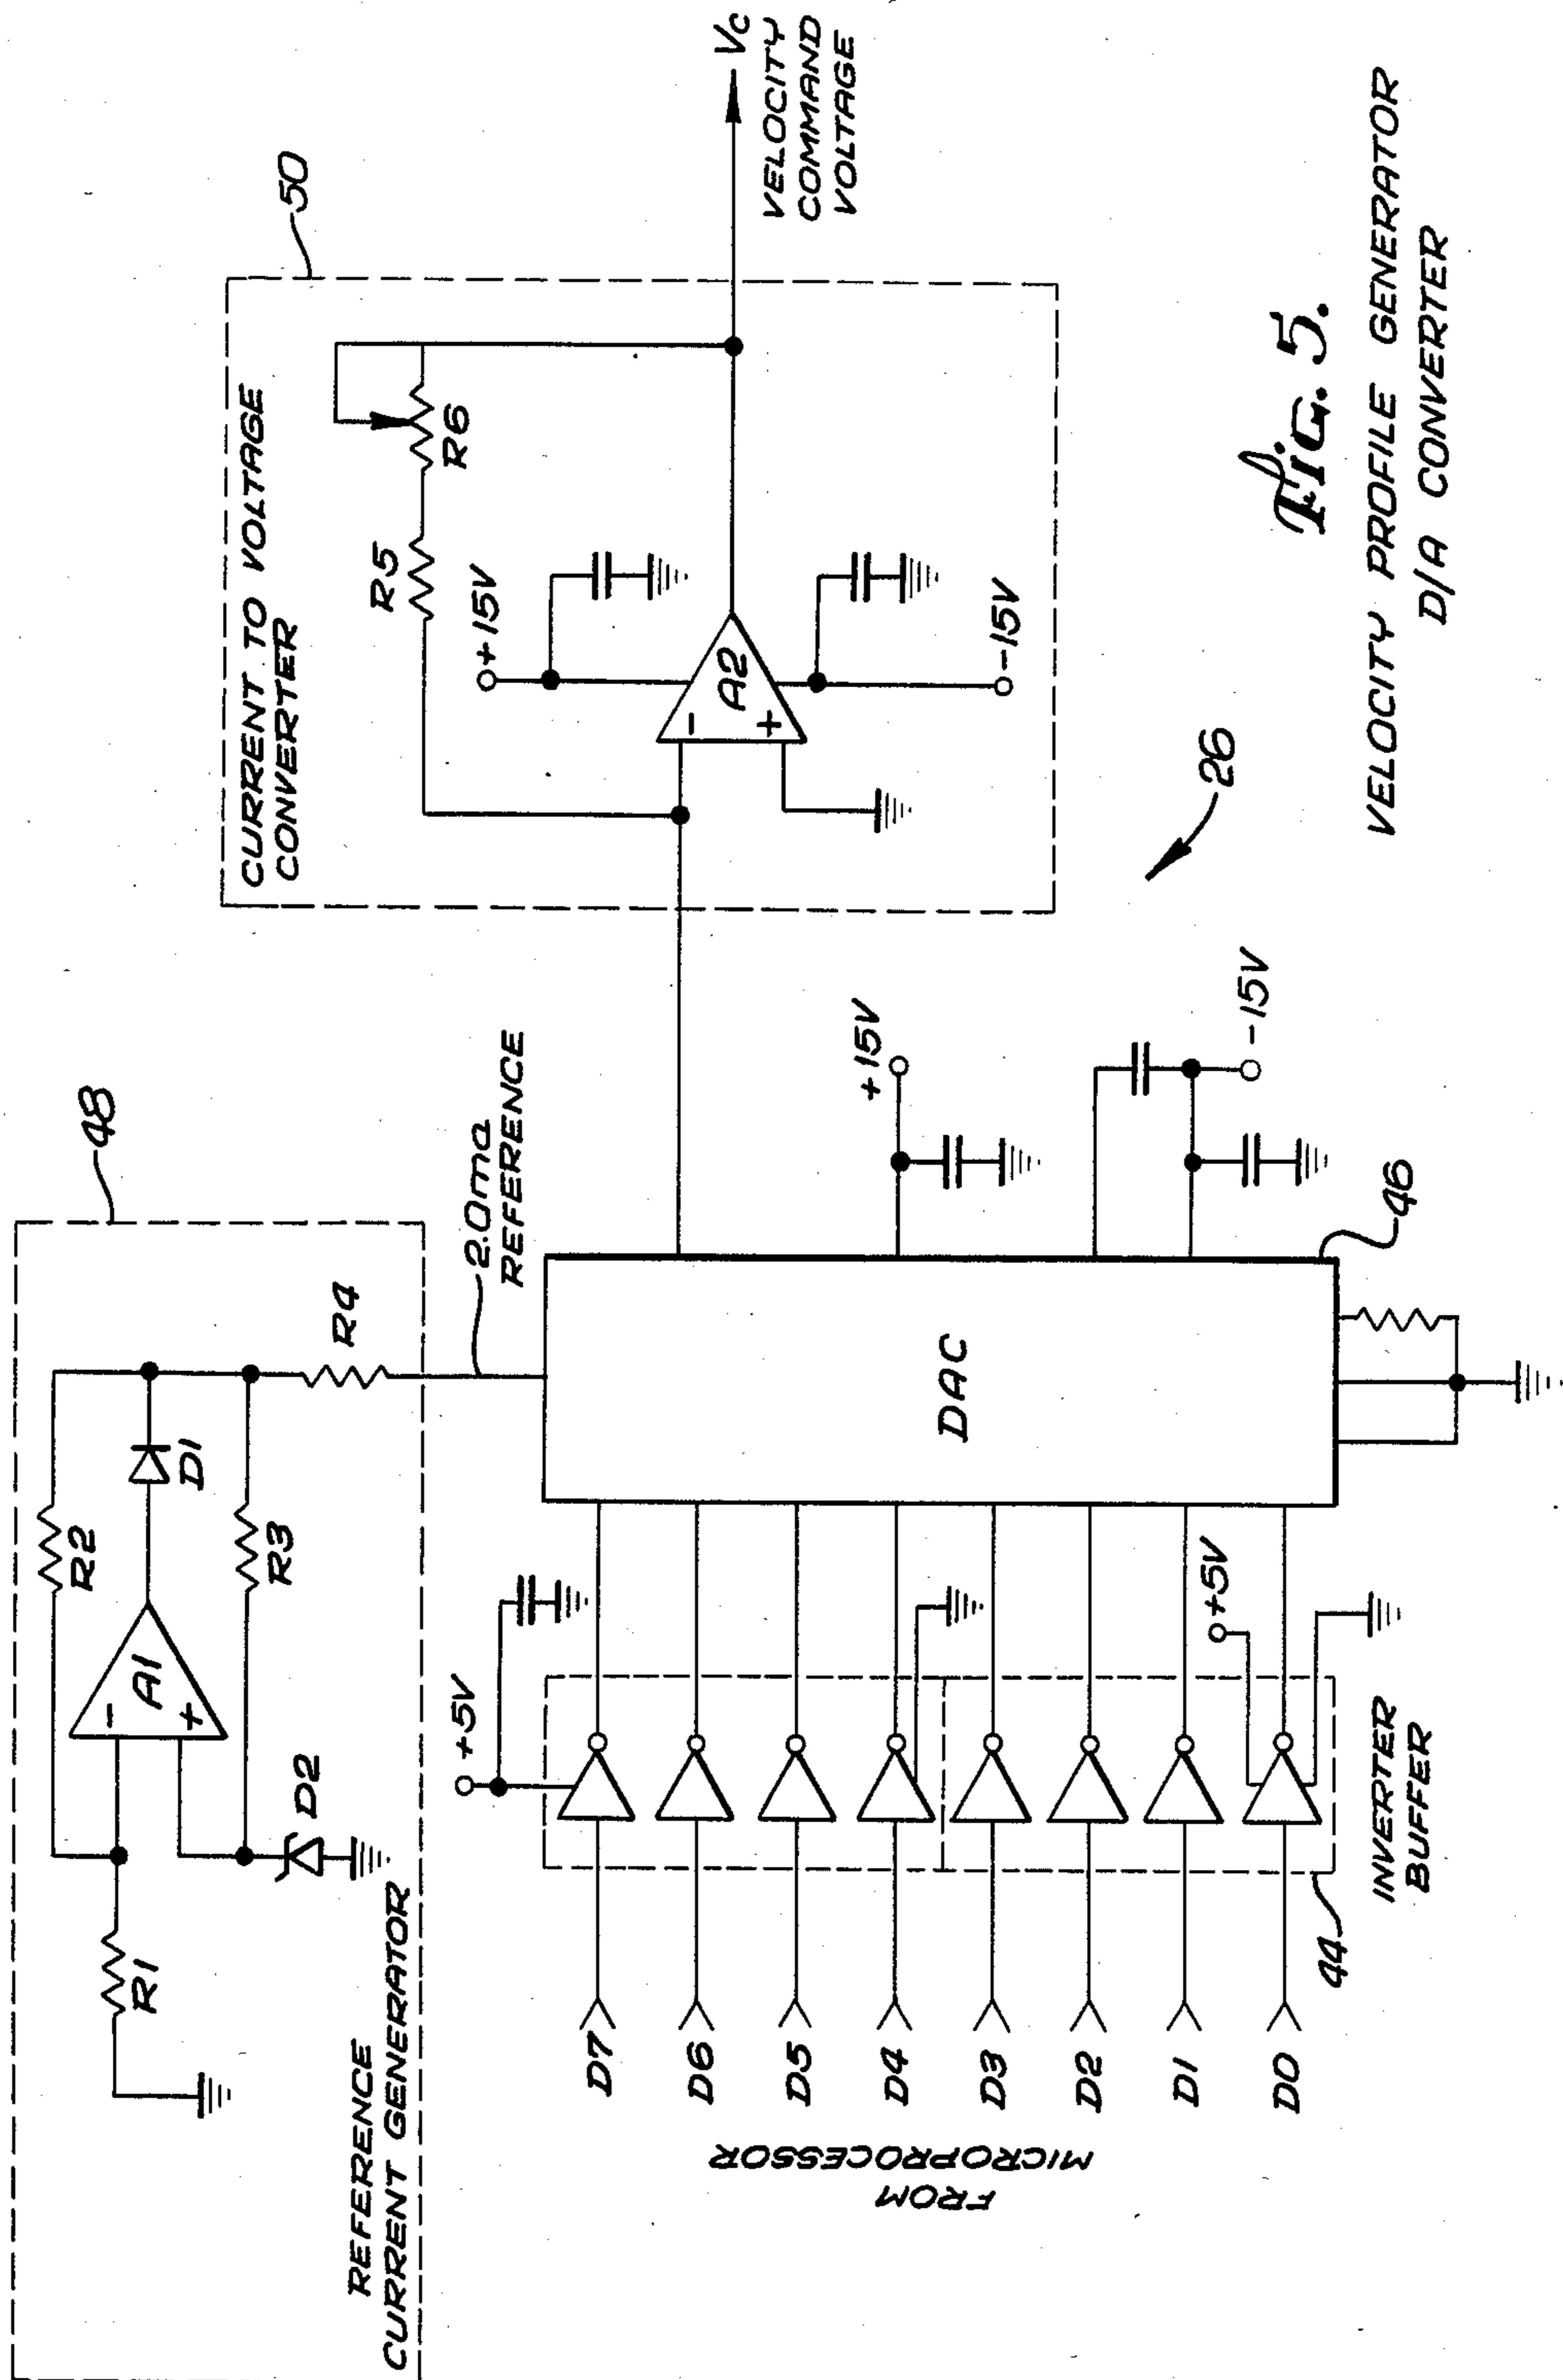 48
R2
A1
-
+
D1
R3
R4
R1
D2
REFERENCE
CURRENT GENERATOR
2.0ma
REFERENCE
50
CURRENT TO VOLTAGE
CONVERTER
R5
R6
+15V
-
A2
+
-15V
Vc
VELOCITY
COMMAND
VOLTAGE
+5V
D7
D6
D5
D4
D3
D2
D1
D0
FROM
MICROPROCESSOR
+5V
44
INVERTER
BUFFER
DAC
+15V
-15V
46
26
Fig. 5.
VELOCITY PROFILE GENERATOR
D/A CONVERTER